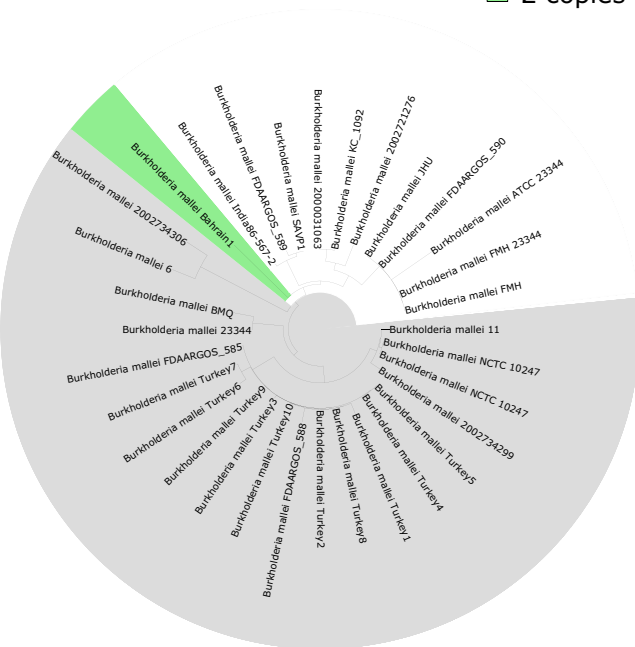 2 copies
Burkholderia mallei Bahrain1
Burkholderia mallei India86-567-2
Burkholderia mallei FDAARGOS_589
Burkholderia mallei SAVP1
Burkholderia mallei 2000031063
Burkholderia mallei KC_1092
Burkholderia mallei 2002721276
Burkholderia mallei JHU
Burkholderia mallei FDAARGOS_590
Burkholderia mallei ATCC 23344
Burkholderia mallei FMH 23344
Burkholderia mallei FMH
Burkholderia mallei 11
Burkholderia mallei NCTC 10247
Burkholderia mallei NCTC 10247
Burkholderia mallei 2002734299
Burkholderia mallei Turkey5
Burkholderia mallei Turkey4
Burkholderia mallei Turkey1
Burkholderia mallei Turkey8
Burkholderia mallei Turkey2
Burkholderia mallei FDAARGOS_588
Burkholderia mallei Turkey10
Burkholderia mallei Turkey3
Burkholderia mallei Turkey9
Burkholderia mallei Turkey6
Burkholderia mallei Turkey7
Burkholderia mallei FDAARGOS_585
Burkholderia mallei 23344
Burkholderia mallei BMQ
Burkholderia mallei 6
Burkholderia mallei 2002734306